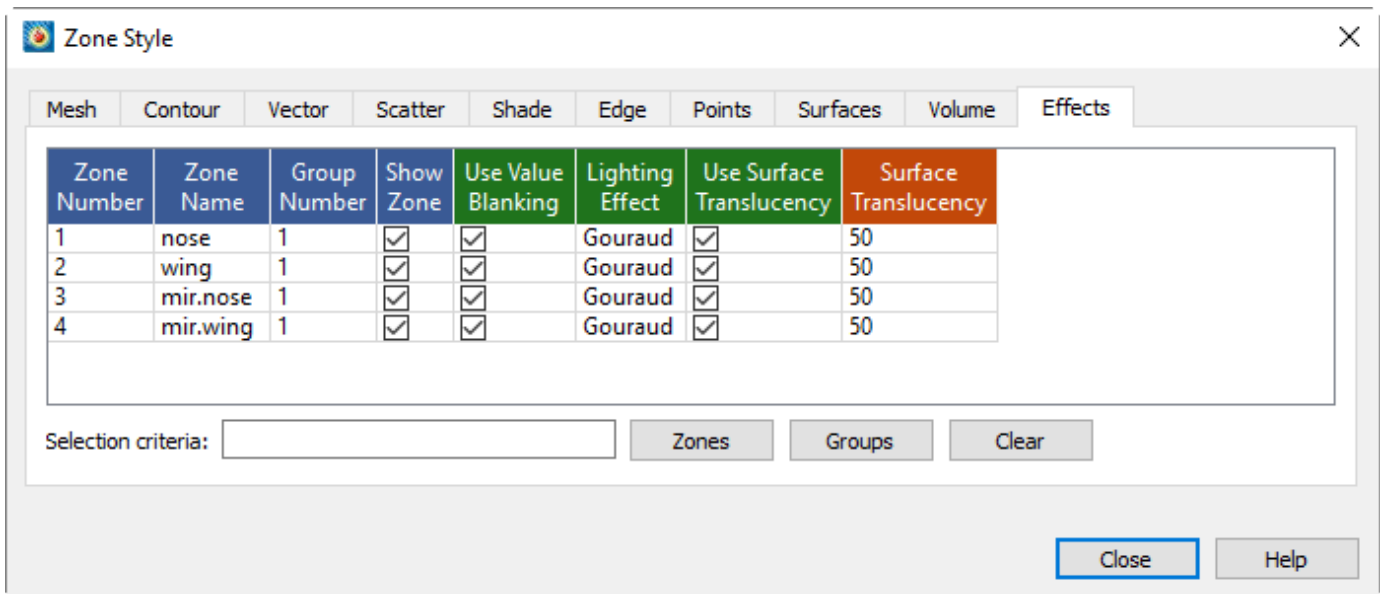 Zone Style
Mesh Contour Vector Scatter Shade Edge Points Surfaces Volume Effects
Zone Number Zone Name Group Number Show Zone Use Value Blanking Lighting Effect Use Surface Translucency Surface Translucency
1 nose 1 Gouraud 50
2 wing 1 Gouraud 50
3 mir.nose 1 Gouraud 50
4 mir.wing 1 Gouraud 50
Selection criteria: Zones Groups Clear
Close Help